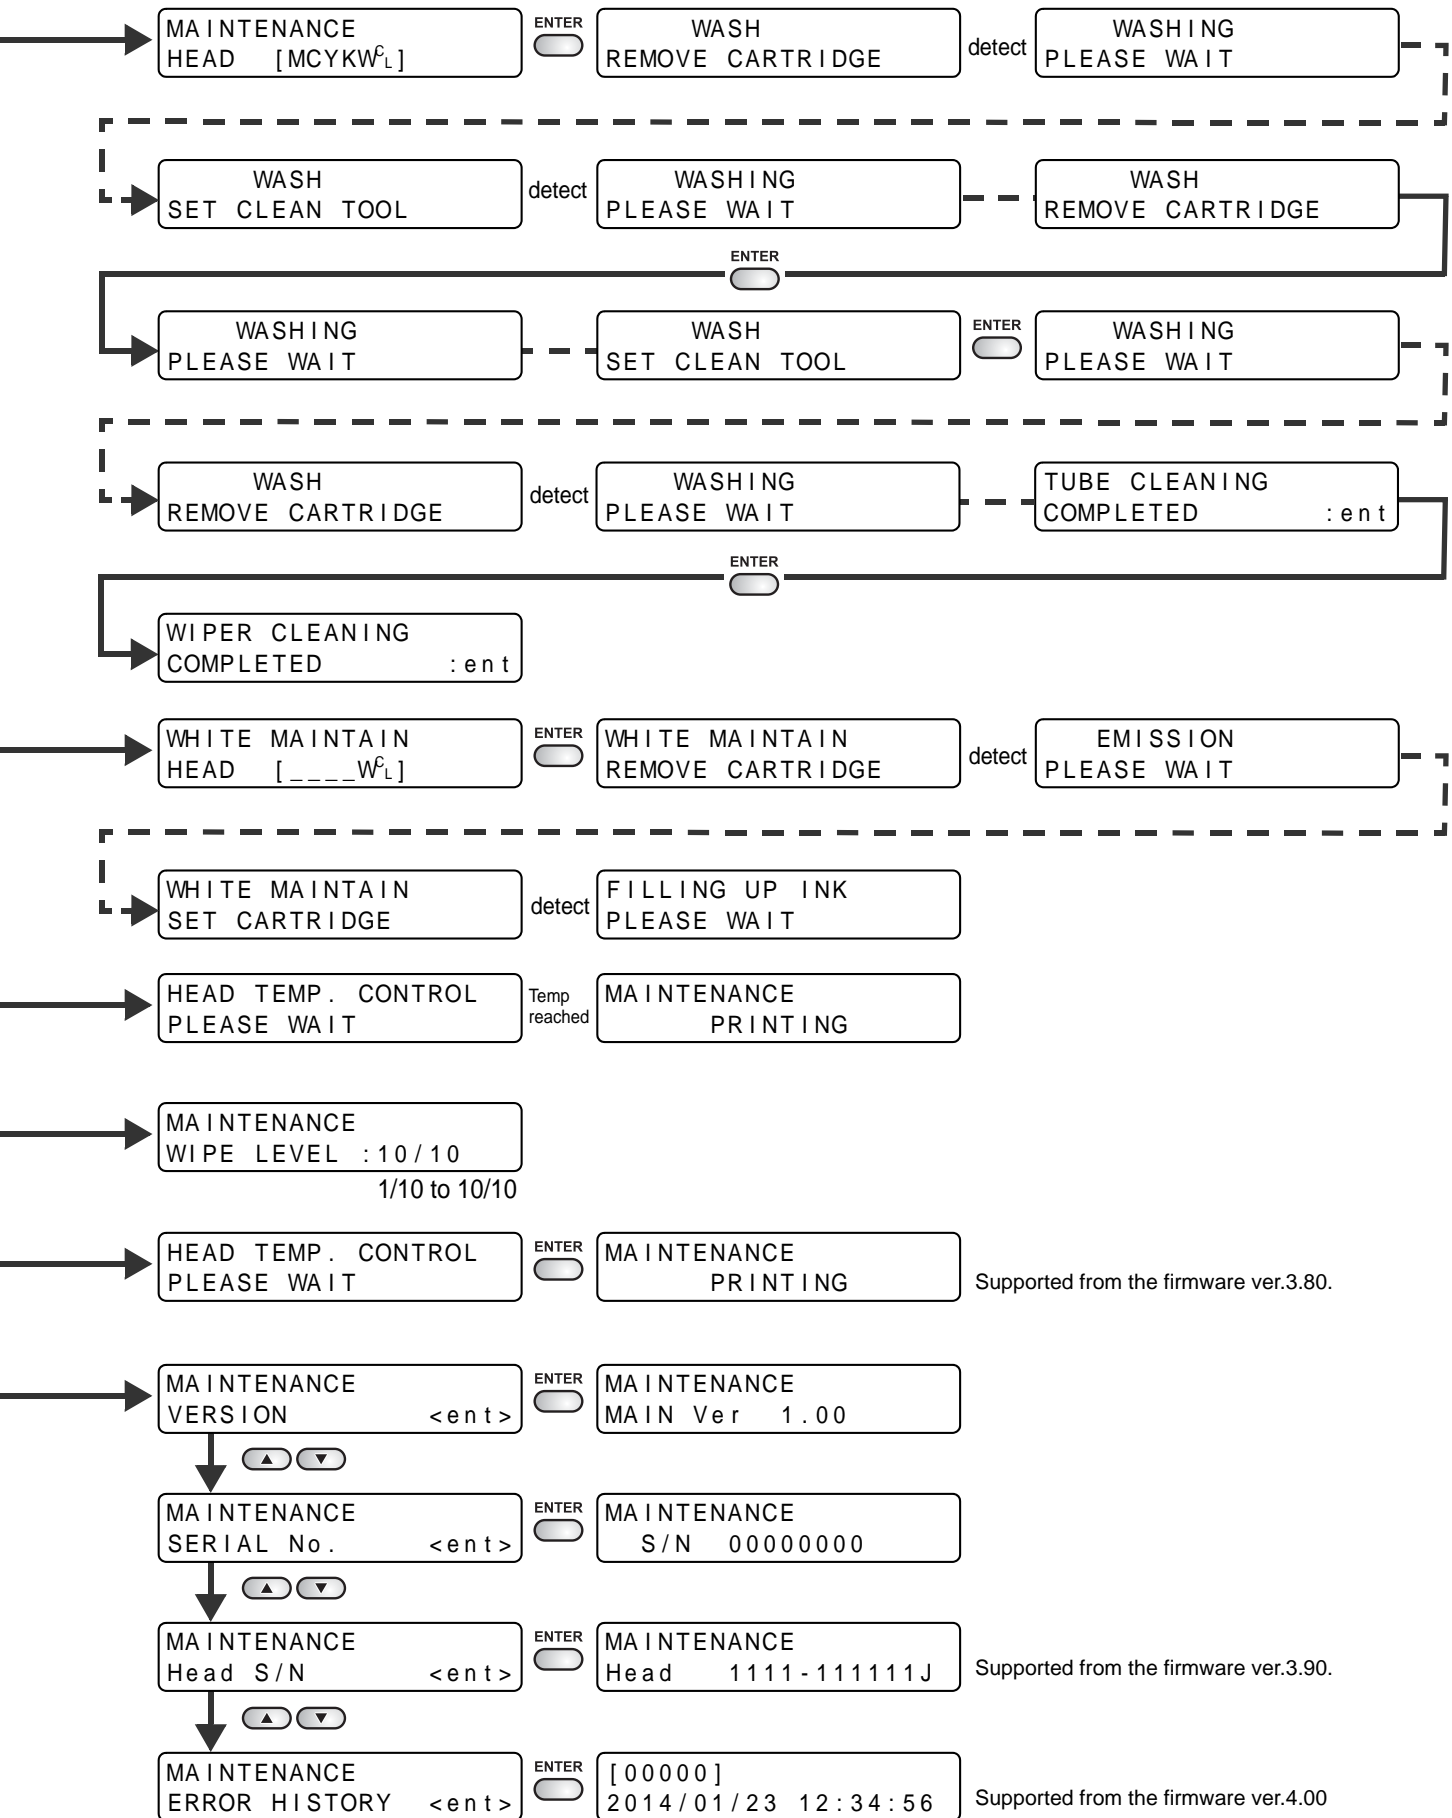 MAINTENANCE ENTER WASH WASHING
HEAD [MCYKWCL] REMOVE CARTRIDGE detect PLEASE WAIT
WASH detect WASHING WASH
SET CLEAN TOOL PLEASE WAIT REMOVE CARTRIDGE
ENTER
WASHING WASH ENTER WASHING
PLEASE WAIT SET CLEAN TOOL PLEASE WAIT
WASH WASHING TUBE CLEANING
REMOVE CARTRIDGE detect PLEASE WAIT COMPLETED :ent
ENTER
WIPER CLEANING
COMPLETED :ent
WHITE MAINTAIN ENTER WHITE MAINTAIN EMISSION
HEAD [____WCL] REMOVE CARTRIDGE detect PLEASE WAIT
WHITE MAINTAIN FILLING UP INK
SET CARTRIDGE detect PLEASE WAIT
HEAD TEMP. CONTROL Temp MAINTENANCE
PLEASE WAIT reached PRINTING
MAINTENANCE
WIPE LEVEL :10/10
1/10 to 10/10
HEAD TEMP. CONTROL ENTER MAINTENANCE
PLEASE WAIT PRINTING Supported from the firmware ver.3.80.
MAINTENANCE ENTER MAINTENANCE
VERSION <ent> MAIN Ver 1.00
MAINTENANCE ENTER MAINTENANCE
SERIAL No. <ent> S/N 00000000
MAINTENANCE ENTER MAINTENANCE
Head S/N <ent> Head 1111-111111J Supported from the firmware ver.3.90.
MAINTENANCE ENTER [00000]
ERROR HISTORY <ent> 2014/01/23 12:34:56 Supported from the firmware ver.4.00